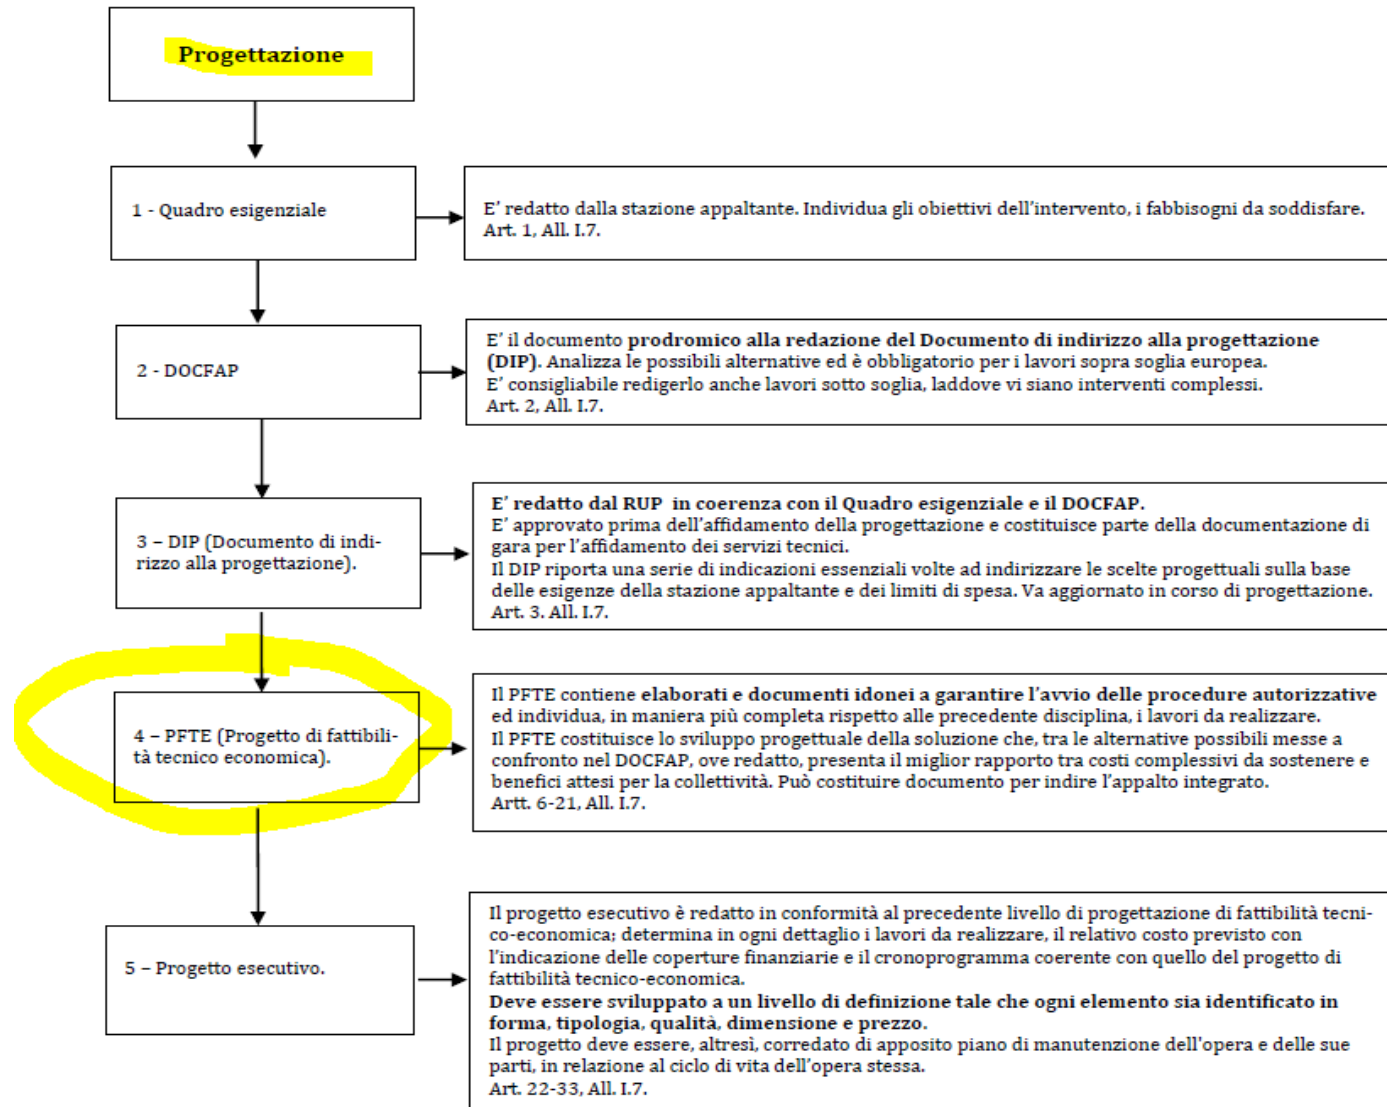 Progettazione
1 - Quadro esigenziale
E' redatto dalla stazione appaltante. Individua gli obiettivi dell'intervento, i fabbisogni da soddisfare.
Art. 1, All. I.7.
2 - DOCFAP
E' il documento prodromico alla redazione del Documento di indirizzo alla progettazione
(DIP). Analizza le possibili alternative ed è obbligatorio per i lavori sopra soglia europea.
E' consigliabile redigerlo anche lavori sotto soglia, laddove vi siano interventi complessi.
Art. 2, All. I.7.
3 – DIP (Documento di indi-
rizzo alla progettazione).
E' redatto dal RUP in coerenza con il Quadro esigenziale e il DOCFAP.
E' approvato prima dell'affidamento della progettazione e costituisce parte della documentazione di
gara per l'affidamento dei servizi tecnici.
Il DIP riporta una serie di indicazioni essenziali volte ad indirizzare le scelte progettuali sulla base
delle esigenze della stazione appaltante e dei limiti di spesa. Va aggiornato in corso di progettazione.
Art. 3. All. I.7.
4 – PFTE (Progetto di fattibili-
tà tecnico economica).
Il PFTE contiene elaborati e documenti idonei a garantire l'avvio delle procedure autorizzative
ed individua, in maniera più completa rispetto alle precedente disciplina, i lavori da realizzare.
Il PFTE costituisce lo sviluppo progettuale della soluzione che, tra le alternative possibili messe a
confronto nel DOCFAP, ove redatto, presenta il miglior rapporto tra costi complessivi da sostenere e
benefici attesi per la collettività. Può costituire documento per indire l'appalto integrato.
Artt. 6-21, All. I.7.
5 – Progetto esecutivo.
Il progetto esecutivo è redatto in conformità al precedente livello di progettazione di fattibilità tecni-
co-economica; determina in ogni dettaglio i lavori da realizzare, il relativo costo previsto con
l'indicazione delle coperture finanziarie e il cronoprogramma coerente con quello del progetto di
fattibilità tecnico-economica.
Deve essere sviluppato a un livello di definizione tale che ogni elemento sia identificato in
forma, tipologia, qualità, dimensione e prezzo.
Il progetto deve essere, altresì, corredato di apposito piano di manutenzione dell'opera e delle sue
parti, in relazione al ciclo di vita dell'opera stessa.
Art. 22-33, All. I.7.